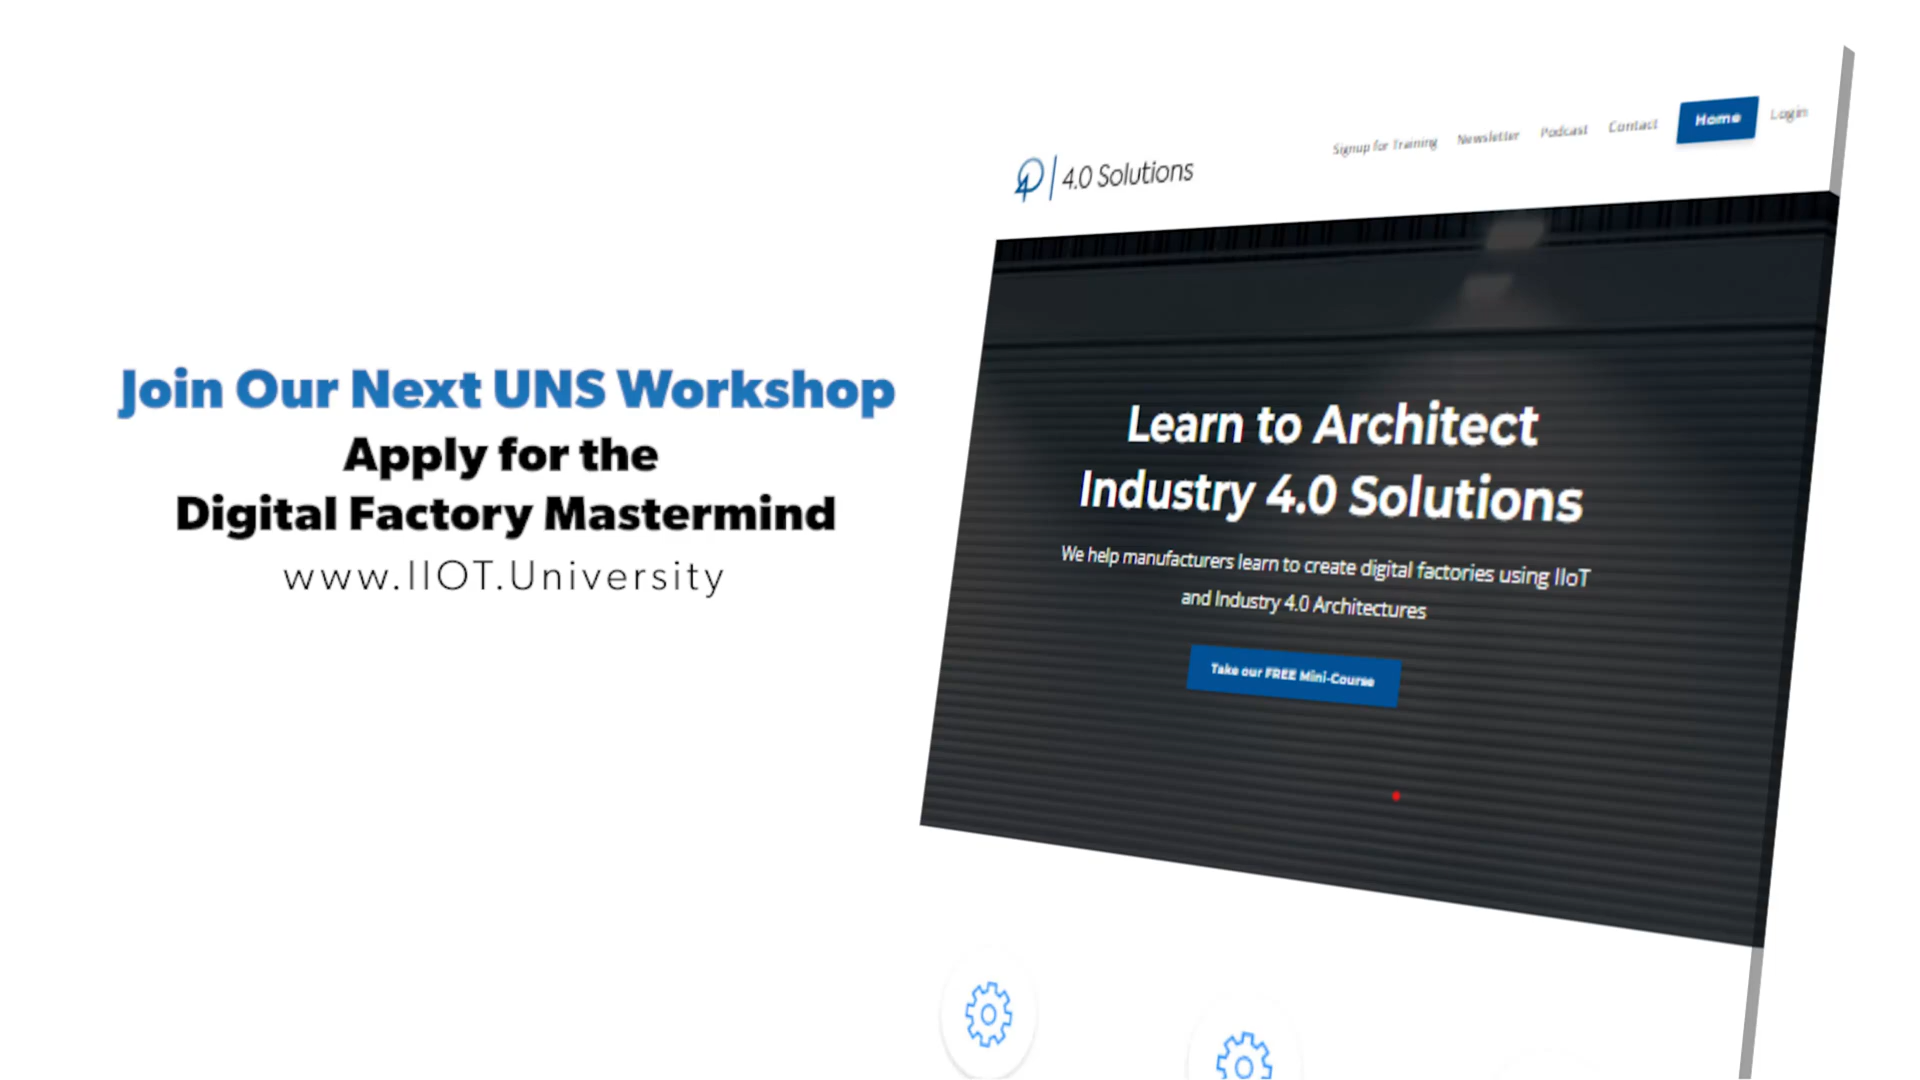 Join Our Next UNS Workshop
Apply for the
Digital Factory Mastermind
www.IIOT.University
4.0 Solutions
Signup for Training Newsletter Podcast Contact Home Login
Learn to Architect
Industry 4.0 Solutions
We help manufacturers learn to create digital factories using IIoT
and Industry 4.0 Architectures
Take our FREE Mini-Course